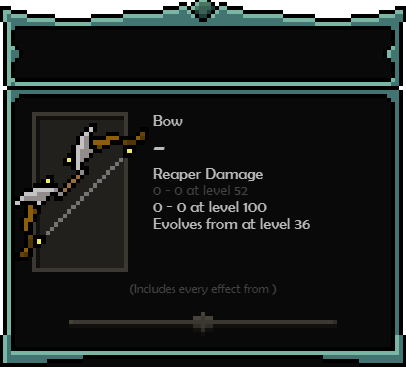 Bow
–
Reaper Damage
0 - 0 at level 52
0 - 0 at level 100
Evolves from at level 36
(Includes every effect from )